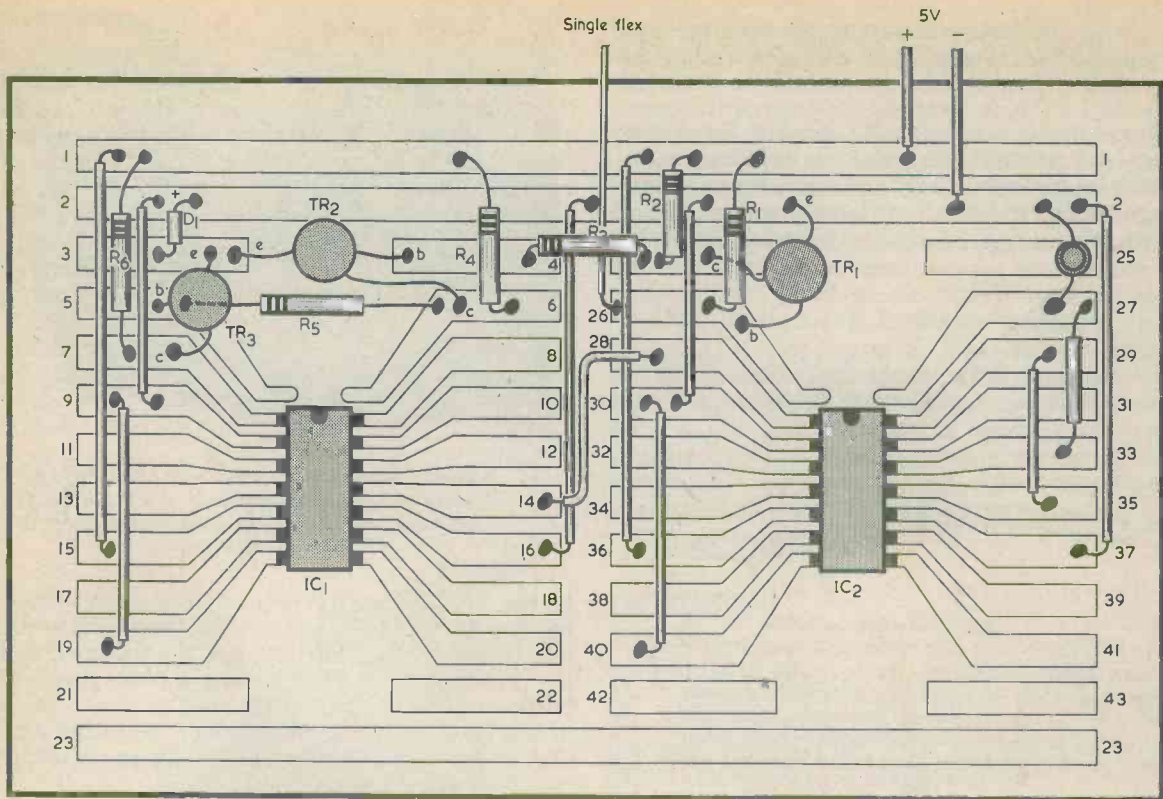 Single flex
5V
+ −
1 1
2 + D1 TR2 R2 R1 e 2
3 R6 e e b R4 R3 4 c TR1 25
5 b TR3 R5 c 6 26 b 27
7 c 8 28 29
9 10 30 31
11 12 32 33
13 14 34 35
15 16 36 37
IC1 IC2
17 18 38 39
19 20 40 41
21 22 42 43
23 23